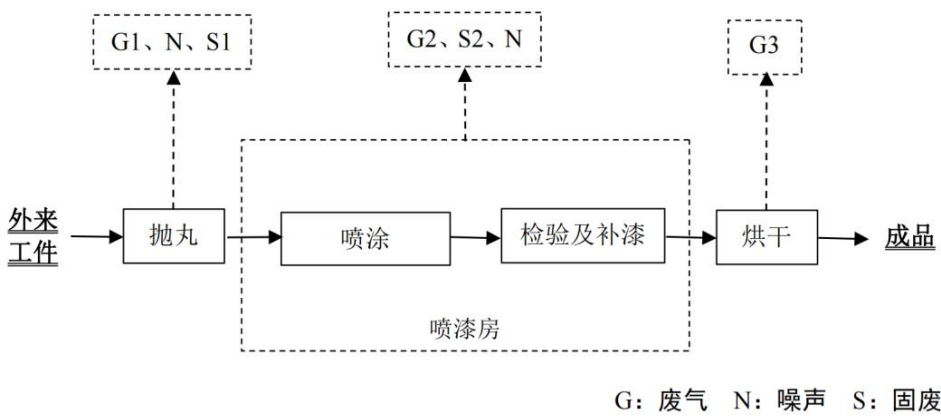 G1、N、S1
G2、S2、N
G3
外来
工件
抛丸
喷涂
检验及补漆
烘干
成品
喷漆房
G：废气 N：噪声 S：固废